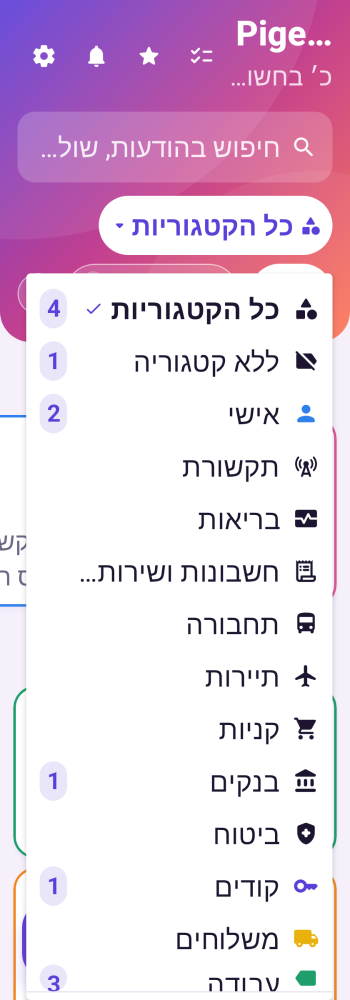 Pige...
כ׳ בחשו...
חיפוש בהודעות, שול...
כל הקטגוריות
כל הקטגוריות 4
ללא קטגוריה 1
אישי 2
תקשורת
בריאות
חשבונות ושירות...
תחבורה
תיירות
קניות
בנקים 1
ביטוח
קודים 1
משלוחים
עבודה 3